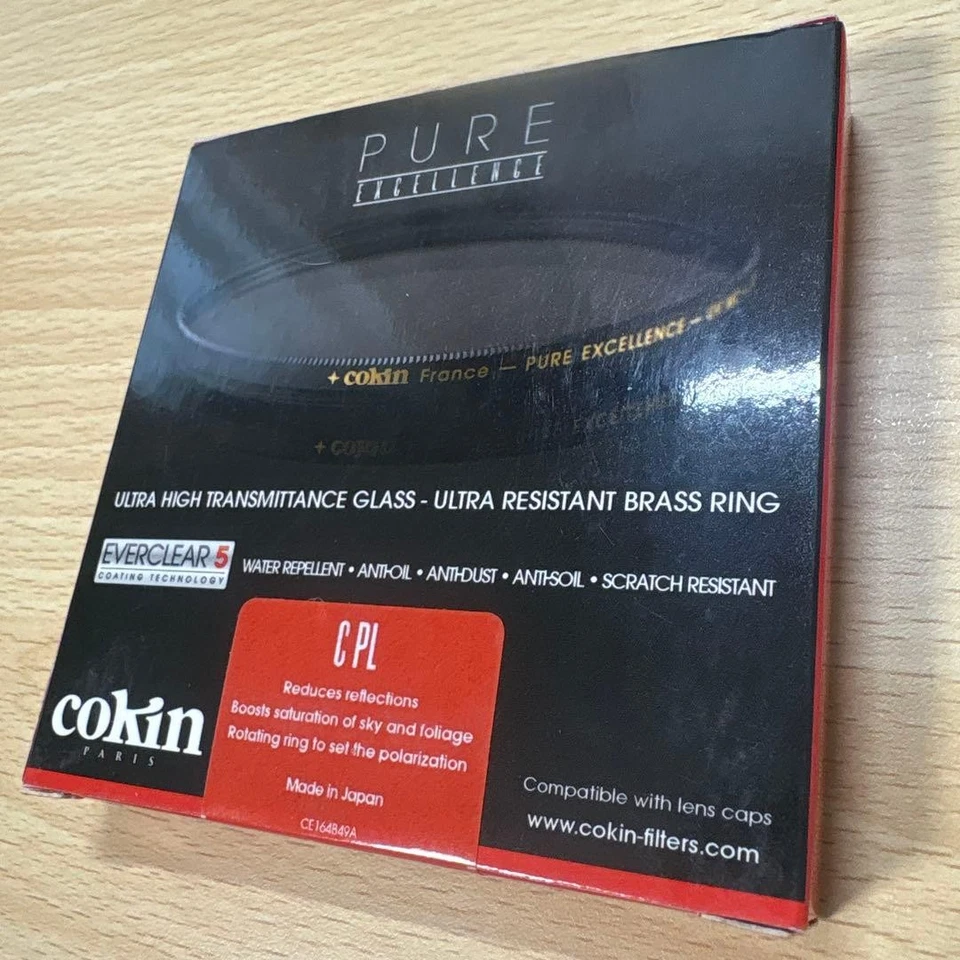 PURE
EXCELLENCE
cokin France — PURE EXCELLENCE —
+ COKIN
ULTRA HIGH TRANSMITTANCE GLASS - ULTRA RESISTANT BRASS RING
EVERCLEAR 5
COATING TECHNOLOGY
WATER REPELLENT • ANTI-OIL • ANTI-DUST • ANTI-SOIL • SCRATCH RESISTANT
C PL
Reduces reflections
Boosts saturation of sky and foliage
Rotating ring to set the polarization
Made in Japan
CE164B49A
cokin
PARIS
Compatible with lens caps
www.cokin-filters.com